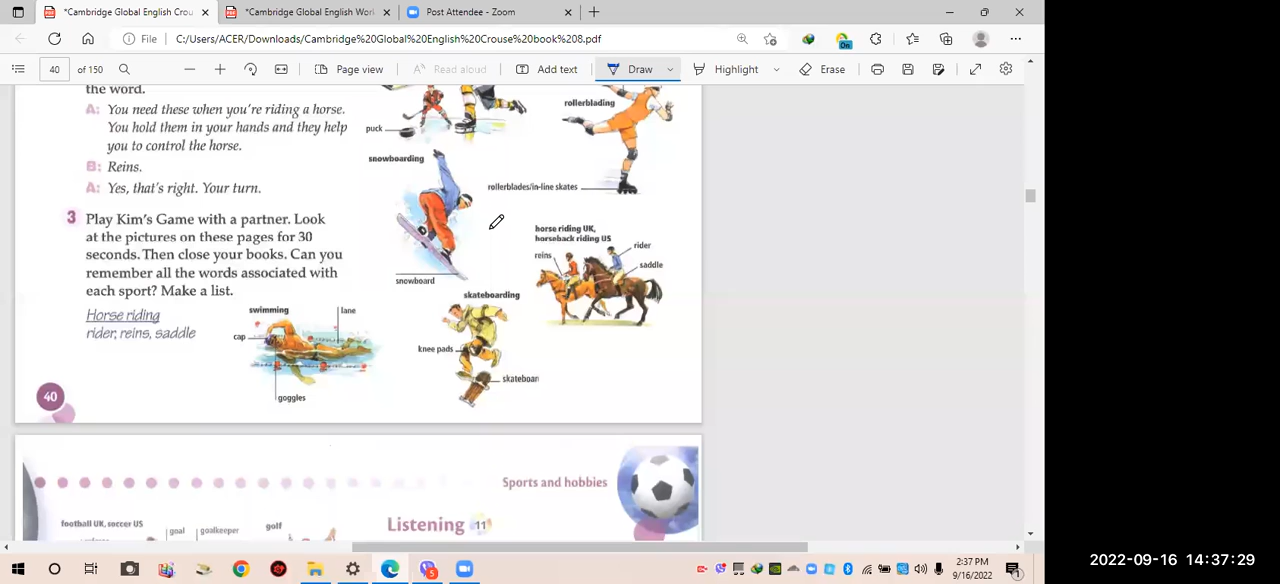 *Cambridge Global English Crou
*Cambridge Global English Wor
Post Attendee - Zoom
File
C:/Users/ACER/Downloads/Cambridge%20Global%20English%20Crouse%20book%208.pdf
On
40
of 150
Page view
Read aloud
Add text
Draw
Highlight
Erase
the word.
A: You need these when you're riding a horse.
You hold them in your hands and they help
you to control the horse.
B: Reins.
A: Yes, that's right. Your turn.
3 Play Kim's Game with a partner. Look
at the pictures on these pages for 30
seconds. Then close your books. Can you
remember all the words associated with
each sport? Make a list.
Horse riding
rider, reins, saddle
puck
rollerblading
snowboarding
rollerblades/in-line skates
snowboard
horse riding UK,
horseback riding US
rider
reins
saddle
skateboarding
knee pads
skateboar
swimming
lane
cap
goggles
40
Sports and hobbies
football UK, soccer US
goal
goalkeeper
golf
Listening 11
2:37 PM
9/16/2022
2022-09-16 14:37:29